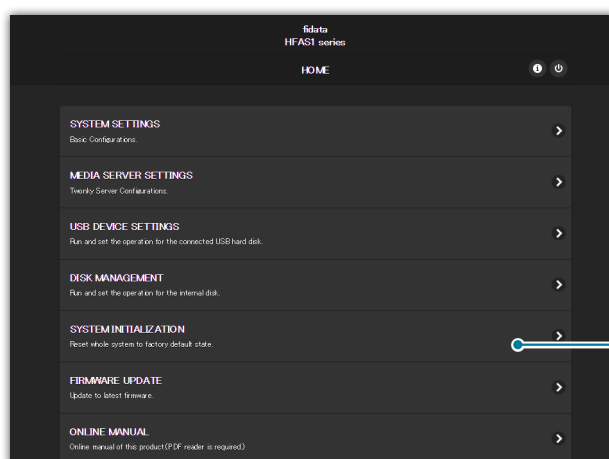 fidata
HFAS1 series
HOME
SYSTEM SETTINGS
Basic Configurations.
MEDIA SERVER SETTINGS
Twonky Server Configurations.
USB DEVICE SETTINGS
Run and set the operation for the connected USB hard disk.
DISK MANAGEMENT
Run and set the operation for the internal disk.
SYSTEM INITIALIZATION
Reset whole system to factory default state.
FIRMWARE UPDATE
Update to latest firmware.
ONLINE MANUAL
Online manual of this product.(PDF reader is required.)